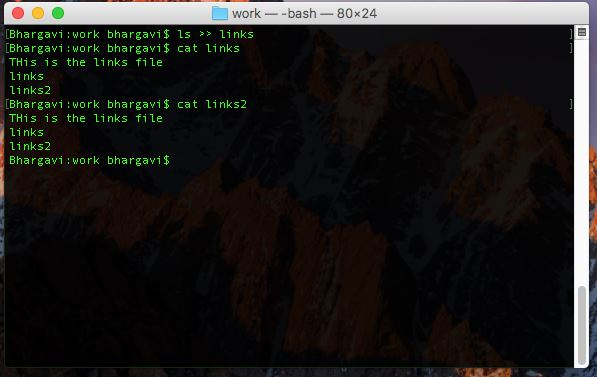 work — -bash — 80×24
[Bhargavi:work bhargavi$ ls >> links ]
[Bhargavi:work bhargavi$ cat links ]
THis is the links file
links
links2
[Bhargavi:work bhargavi$ cat links2 ]
THis is the links file
links
links2
Bhargavi:work bhargavi$